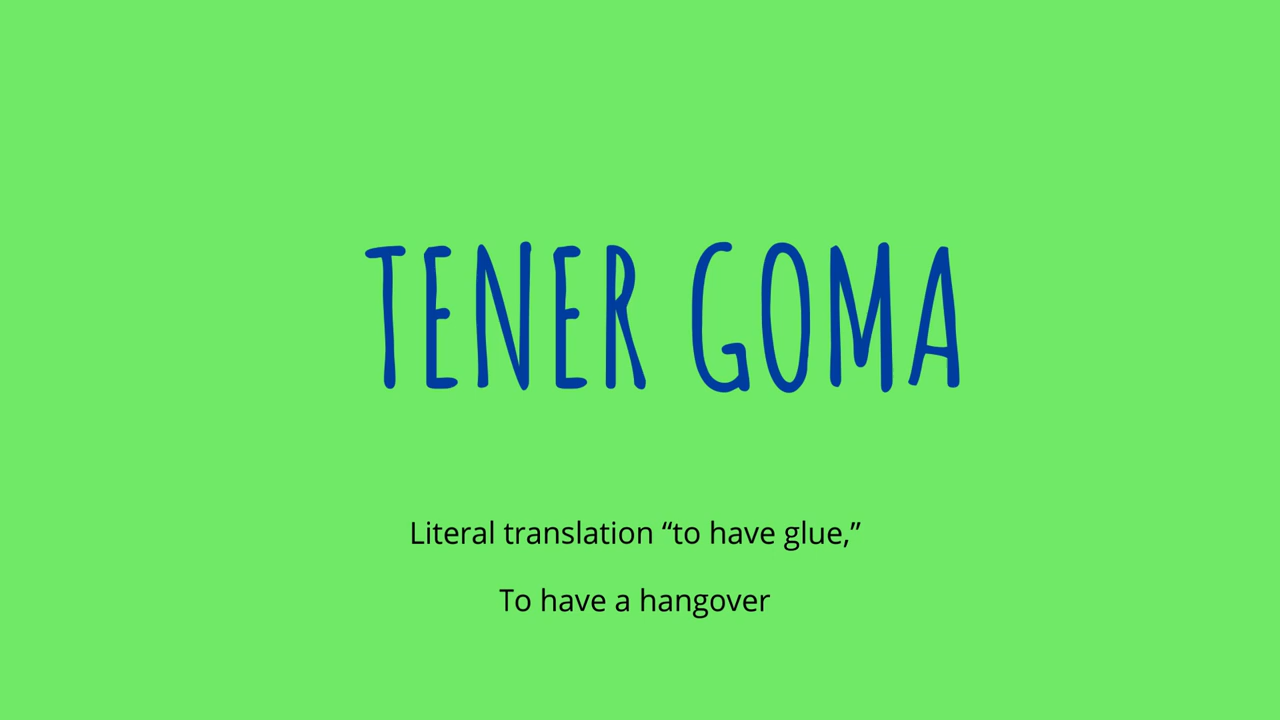 TENER GOMA
Literal translation “to have glue,”
To have a hangover